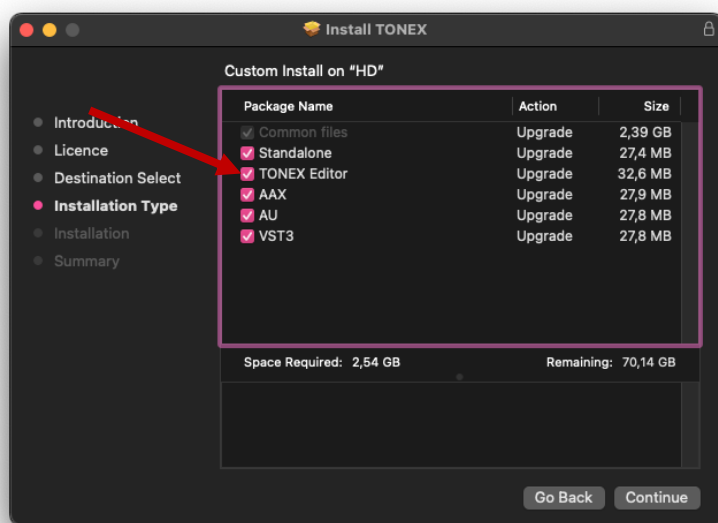 Install TONEX
Custom Install on “HD”
Introduction
Licence
Destination Select
Installation Type
Installation
Summary
Package Name Action Size
Common files Upgrade 2,39 GB
Standalone Upgrade 27,4 MB
TONEX Editor Upgrade 32,6 MB
AAX Upgrade 27,9 MB
AU Upgrade 27,8 MB
VST3 Upgrade 27,8 MB
Space Required: 2,54 GB Remaining: 70,14 GB
Go Back Continue